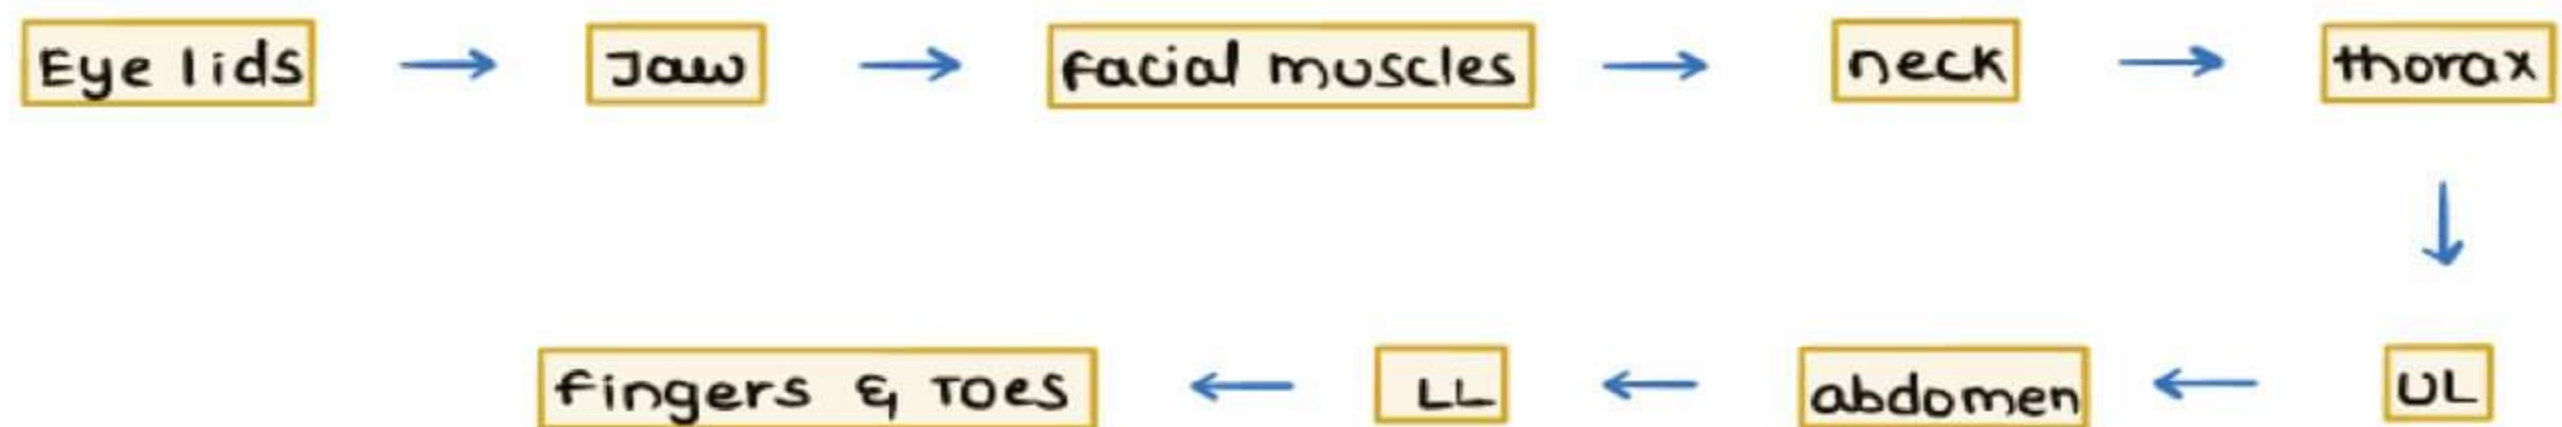 Eye lids → Jaw → facial muscles → neck → thorax
↓
fingers & Toes ← LL ← abdomen ← UL